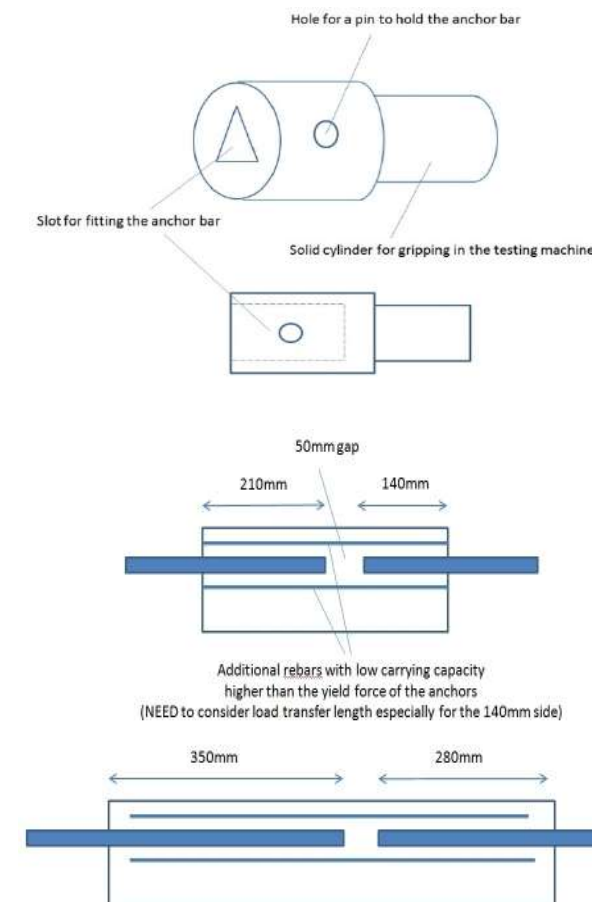 Hole for a pin to hold the anchor bar
Slot for fitting the anchor bar
Solid cylinder for gripping in the testing machine
50mm gap
210mm
140mm
Additional rebars with low carrying capacity
higher than the yield force of the anchors
(NEED to consider load transfer length especially for the 140mm side)
350mm
280mm